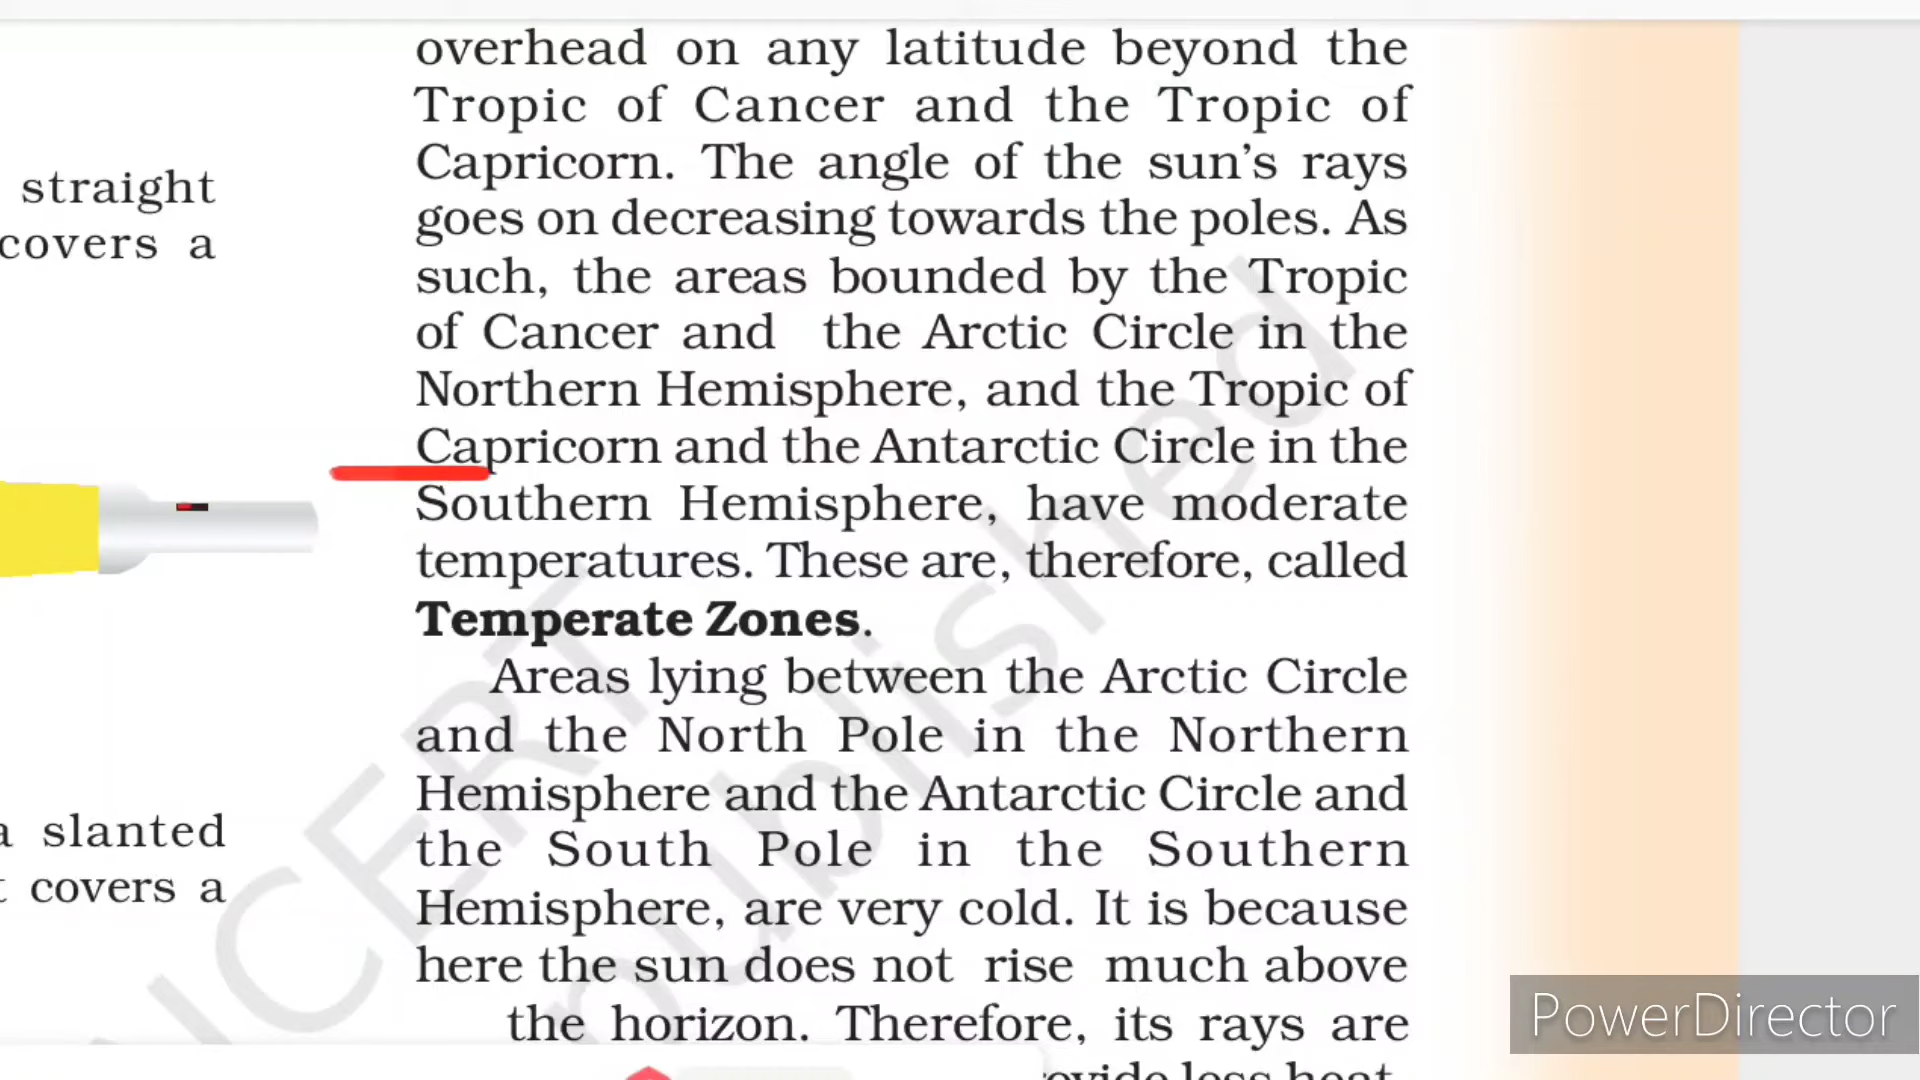 straight
covers a
a slanted
covers a
overhead on any latitude beyond the
Tropic of Cancer and the Tropic of
Capricorn. The angle of the sun’s rays
goes on decreasing towards the poles. As
such, the areas bounded by the Tropic
of Cancer and the Arctic Circle in the
Northern Hemisphere, and the Tropic of
Capricorn and the Antarctic Circle in the
Southern Hemisphere, have moderate
temperatures. These are, therefore, called
Temperate Zones.
Areas lying between the Arctic Circle
and the North Pole in the Northern
Hemisphere and the Antarctic Circle and
the South Pole in the Southern
Hemisphere, are very cold. It is because
here the sun does not rise much above
the horizon. Therefore, its rays are
less heat.
NCERT
published
PowerDirector